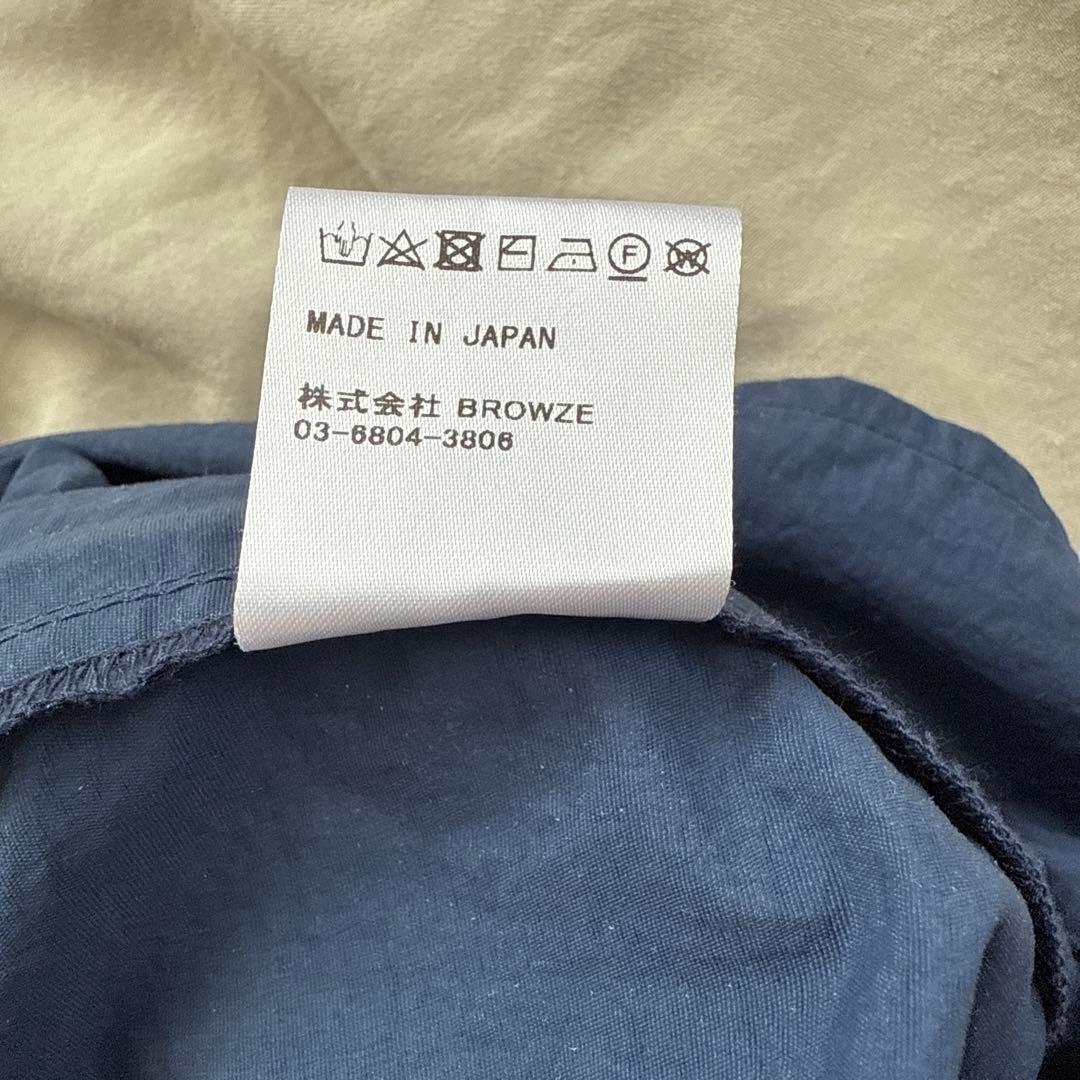 F W
MADE IN JAPAN
株式会社 BROWZE
03-6804-3806